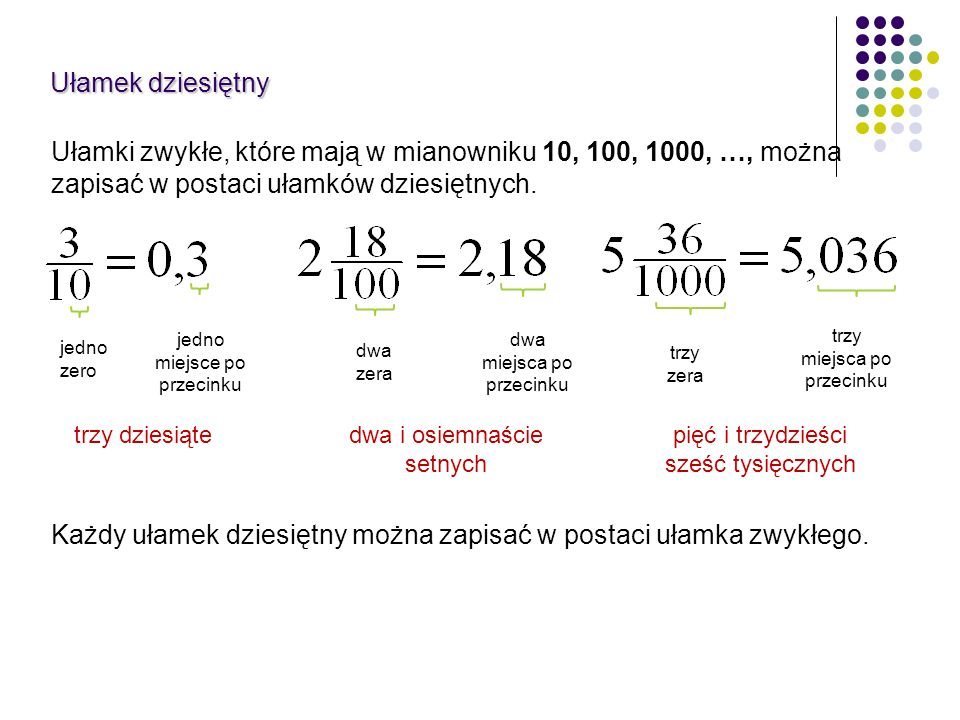 Ułamek dziesiętny
Ułamki zwykłe, które mają w mianowniku 10, 100, 1000, …, można
zapisać w postaci ułamków dziesiętnych.
3/10 = 0,3
2 18/100 = 2,18
5 36/1000 = 5,036
jedno
zero
jedno
miejsce po
przecinku
dwa
zera
dwa
miejsca po
przecinku
trzy
zera
trzy
miejsca po
przecinku
trzy dziesiąte
dwa i osiemnaście
setnych
pięć i trzydzieści
sześć tysięcznych
Każdy ułamek dziesiętny można zapisać w postaci ułamka zwykłego.